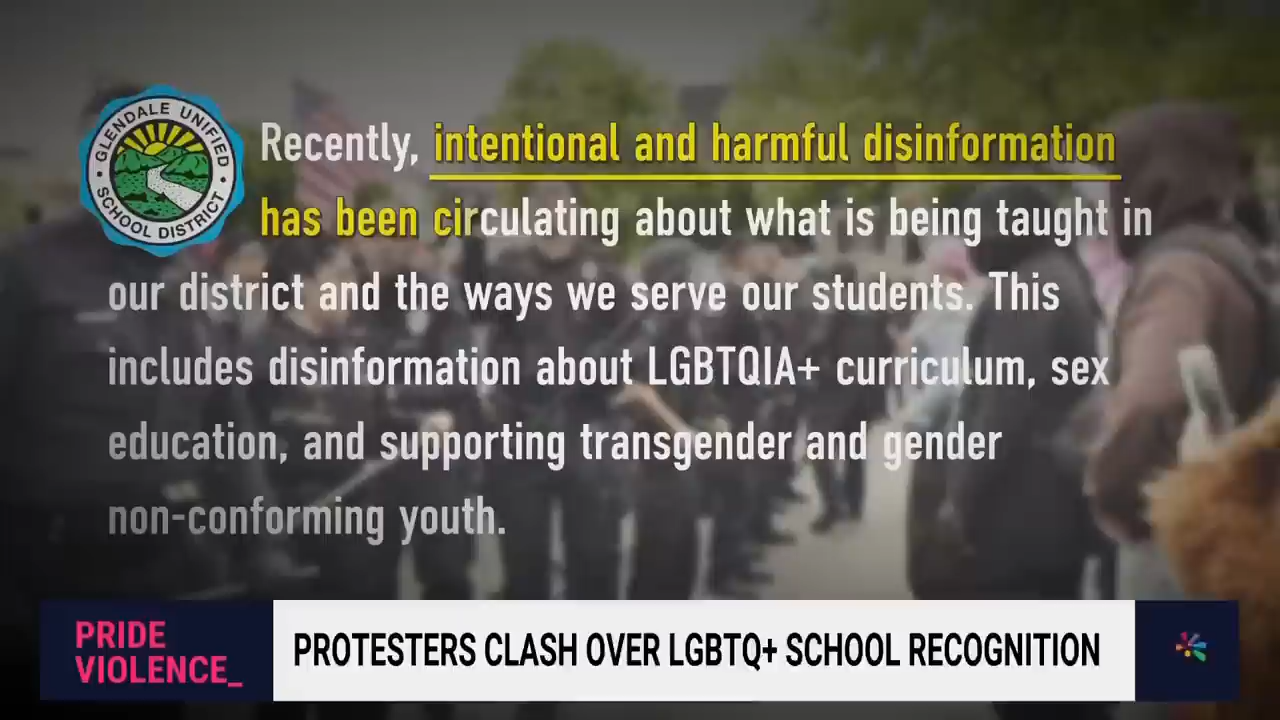 GLENDALE UNIFIED
SCHOOL DISTRICT
Recently, intentional and harmful disinformation
has been circulating about what is being taught in
our district and the ways we serve our students. This
includes disinformation about LGBTQIA+ curriculum, sex
education, and supporting transgender and gender
non-conforming youth.
PRIDE
VIOLENCE_
PROTESTERS CLASH OVER LGBTQ+ SCHOOL RECOGNITION